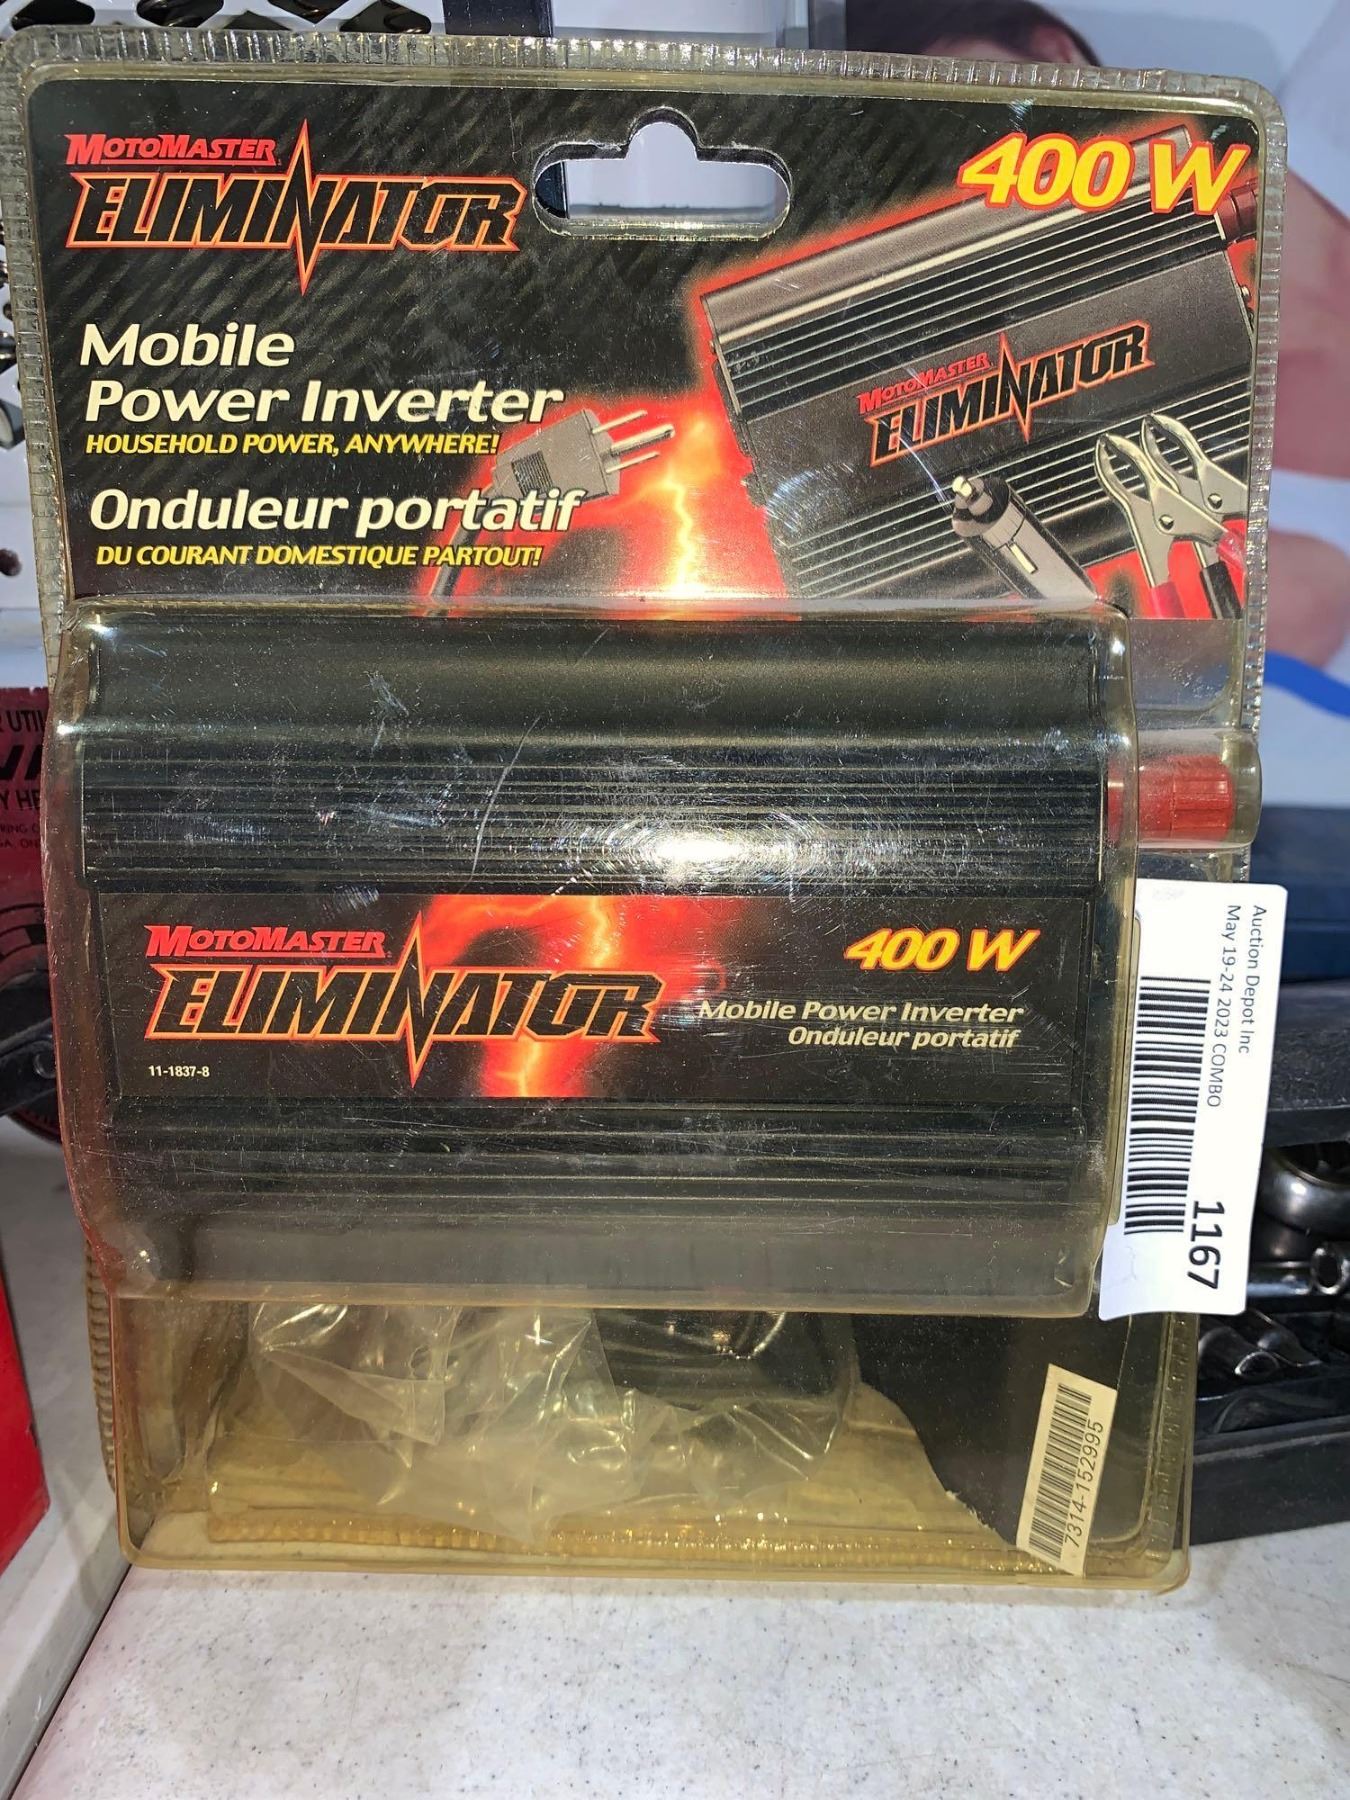 MOTOMASTER
ELIMINATOR
400 W
Mobile
Power Inverter
HOUSEHOLD POWER, ANYWHERE!
Onduleur portatif
DU COURANT DOMESTIQUE PARTOUT!
MOTOMASTER
ELIMINATOR
MOTOMASTER
ELIMINATOR
400 W
Mobile Power Inverter
Onduleur portatif
11-1837-8
Auction Depot Inc
May 19-24 2023 COMBO
1167
7314-152995